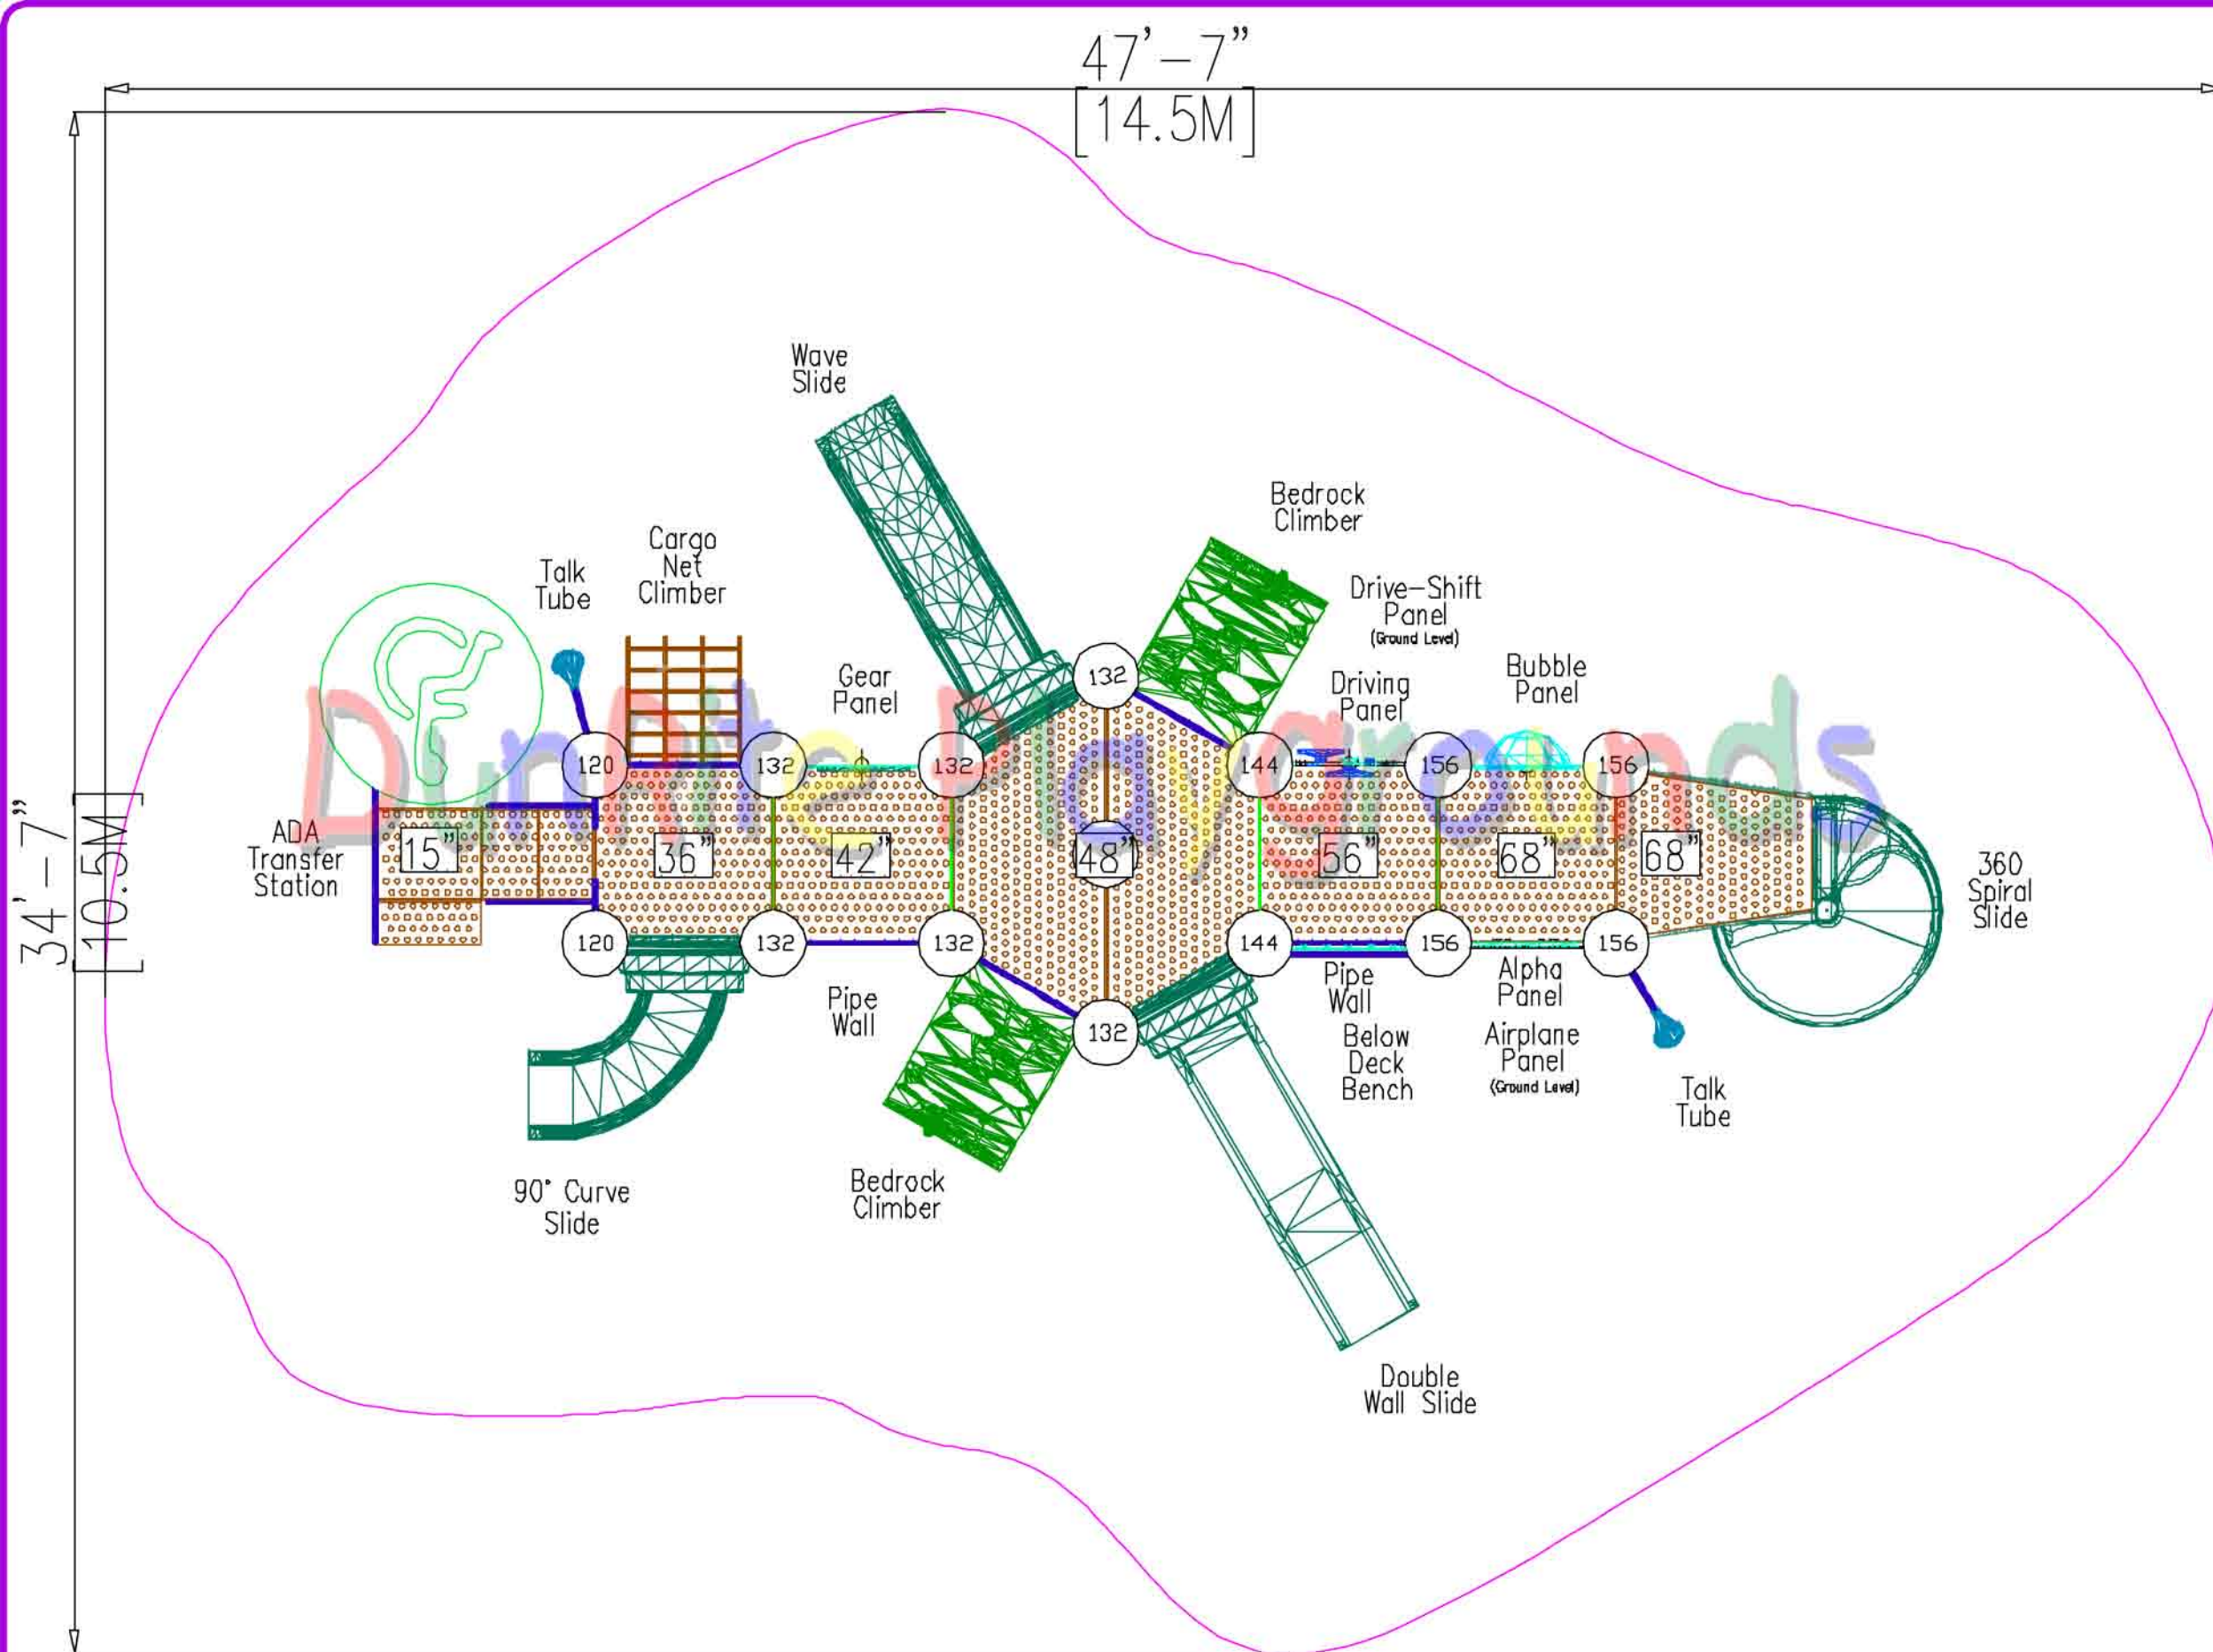 47'-7"
[14.5M]
34'-7"
[10.5M]
Wave
Slide
Bedrock
Climber
Cargo
Net
Climber
Talk
Tube
Drive-Shift
Panel
(Ground Level)
Gear
Panel
Driving
Panel
Bubble
Panel
132
120
132
132
144
156
156
DunRite Playgrounds
ADA
Transfer
Station
15"
36"
42"
48"
56"
68"
68"
360
Spiral
Slide
120
132
132
144
156
156
132
Pipe
Wall
Pipe
Wall
Below
Deck
Bench
Alpha
Panel
Airplane
Panel
(Ground Level)
Talk
Tube
90° Curve
Slide
Bedrock
Climber
Double
Wall Slide